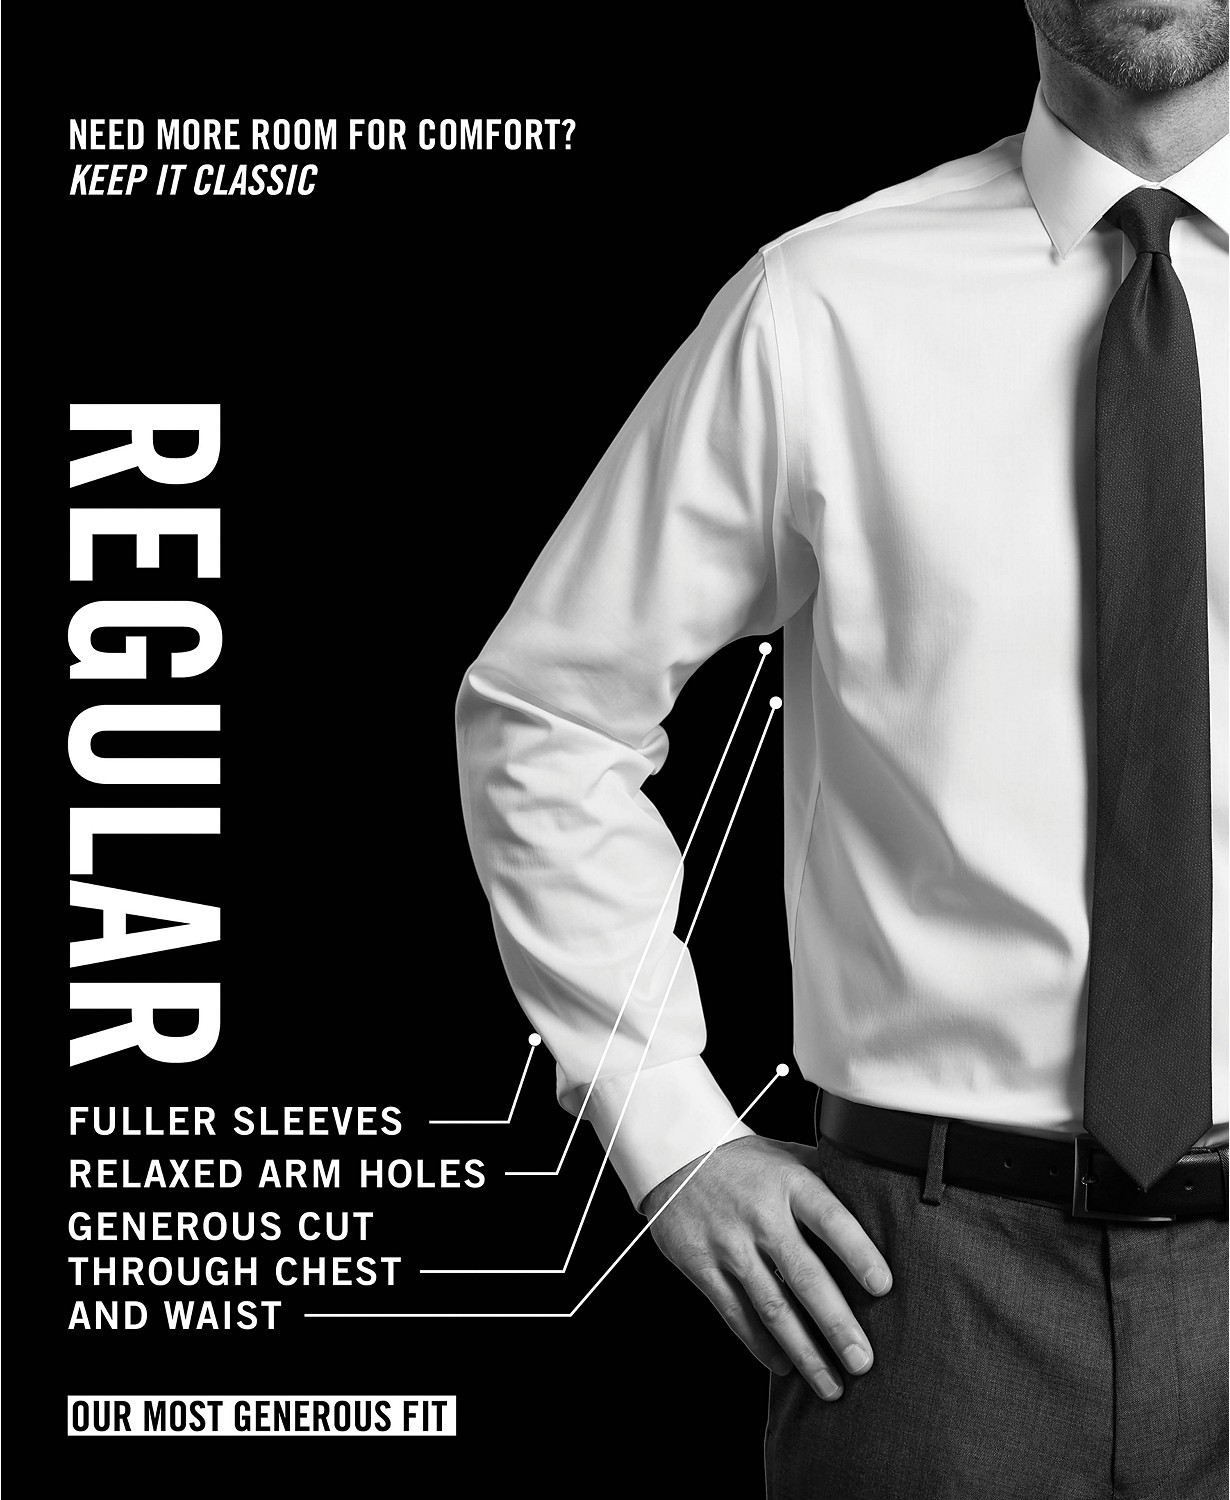 NEED MORE ROOM FOR COMFORT?
KEEP IT CLASSIC
REGULAR
FULLER SLEEVES
RELAXED ARM HOLES
GENEROUS CUT
THROUGH CHEST
AND WAIST
OUR MOST GENEROUS FIT